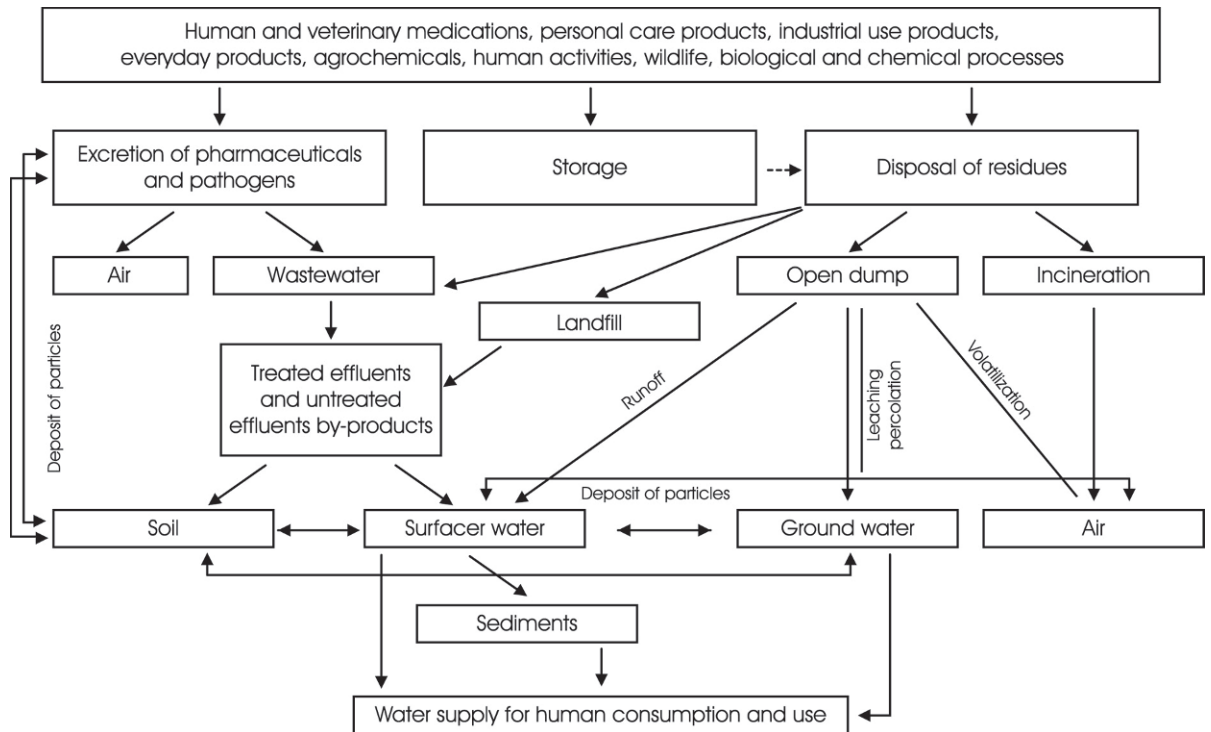 Human and veterinary medications, personal care products, industrial use products,
everyday products, agrochemicals, human activities, wildlife, biological and chemical processes
Excretion of pharmaceuticals
and pathogens
Storage
Disposal of residues
Air
Wastewater
Open dump
Incineration
Landfill
Deposit of particles
Treated effluents
and untreated
effluents by-products
Runoff
Leaching
percolation
Volatilization
Deposit of particles
Soil
Surfacer water
Ground water
Air
Sediments
Water supply for human consumption and use